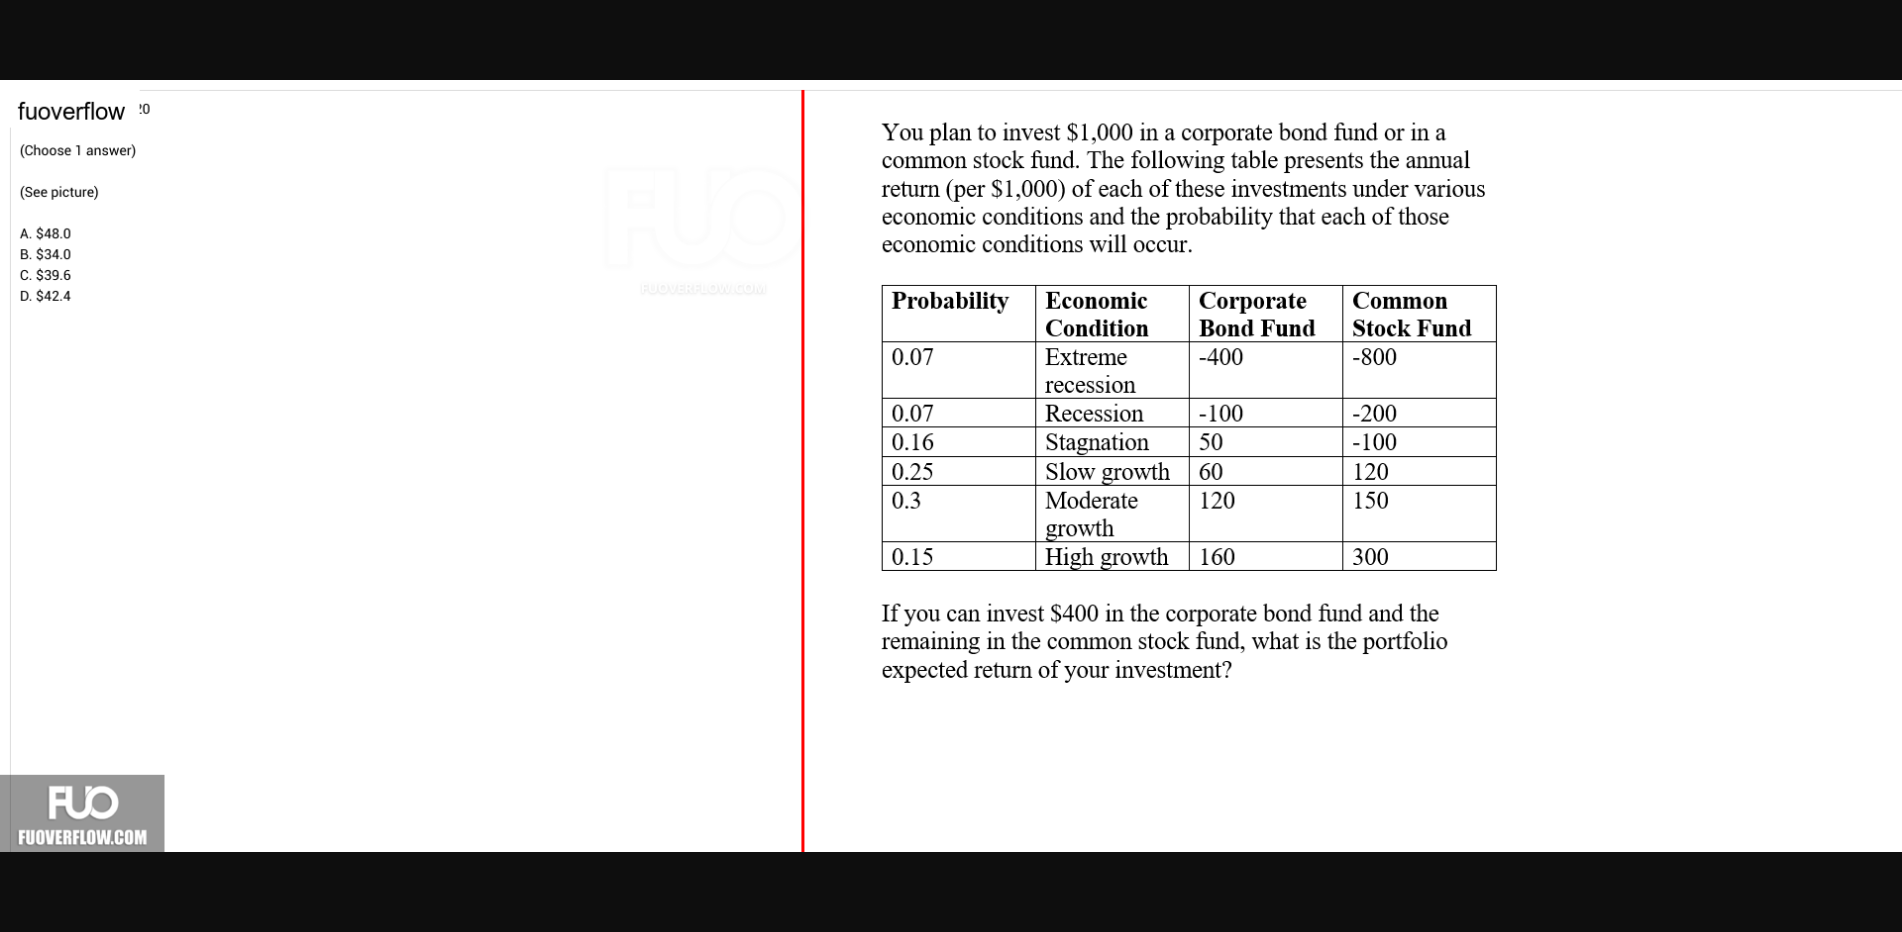 fuoverflow
(Choose 1 answer)
(See picture)
A. $48.0
B. $34.0
C. $39.6
D. $42.4
FUO
FUOVERFLOW.COM
You plan to invest $1,000 in a corporate bond fund or in a
common stock fund. The following table presents the annual
return (per $1,000) of each of these investments under various
economic conditions and the probability that each of those
economic conditions will occur.
Probability Economic Condition Corporate Bond Fund Common Stock Fund
0.07 Extreme recession -400 -800
0.07 Recession -100 -200
0.16 Stagnation 50 -100
0.25 Slow growth 60 120
0.3 Moderate growth 120 150
0.15 High growth 160 300
If you can invest $400 in the corporate bond fund and the
remaining in the common stock fund, what is the portfolio
expected return of your investment?
FUO
FUOVERFLOW.COM